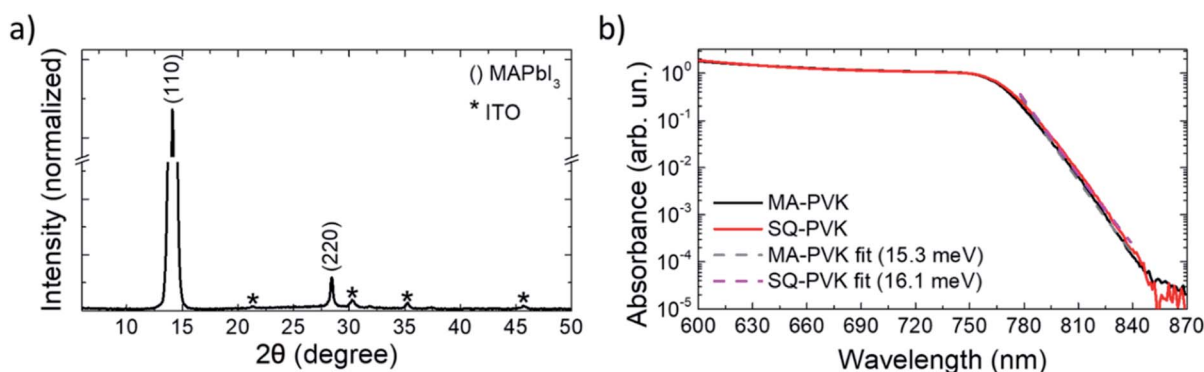 a)
Intensity (normalized)
(110)
(220)
() MAPbI₃
* ITO
*
*
*
*
10 15 20 25 30 35 40 45 50
2θ (degree)
b)
Absorbance (arb. un.)
10⁰
10⁻¹
10⁻²
10⁻³
10⁻⁴
10⁻⁵
MA-PVK
SQ-PVK
MA-PVK fit (15.3 meV)
SQ-PVK fit (16.1 meV)
600 630 660 690 720 750 780 810 840 870
Wavelength (nm)